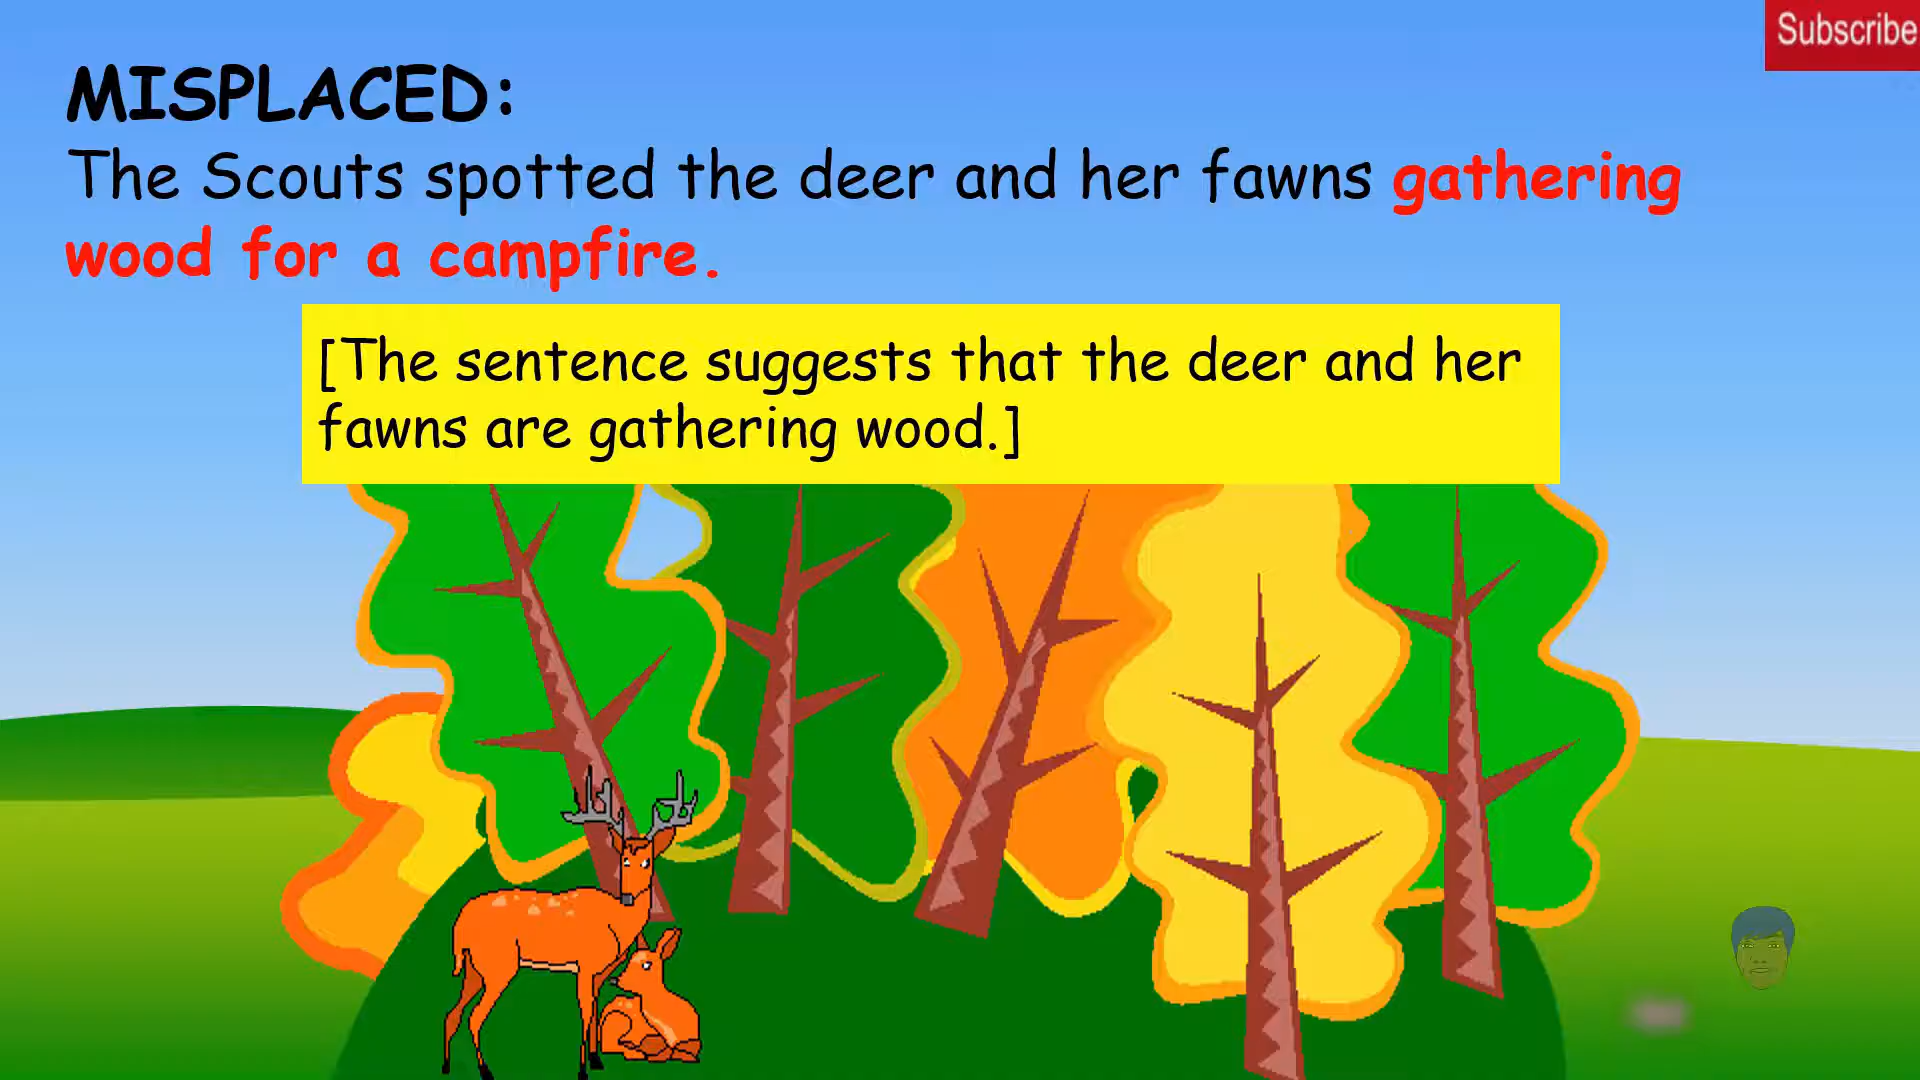 Subscribe
MISPLACED:
The Scouts spotted the deer and her fawns gathering
wood for a campfire.
[The sentence suggests that the deer and her
fawns are gathering wood.]